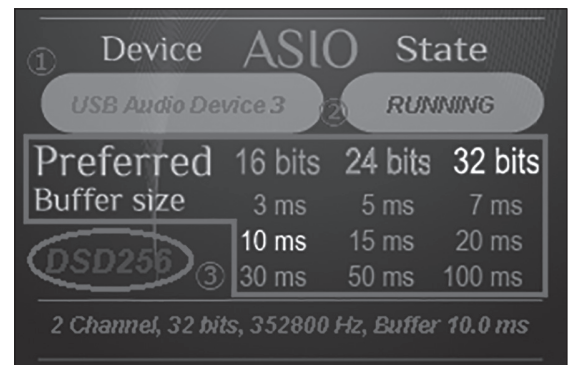 Device ASIO State
①
USB Audio Device 3 ② RUNNING
Preferred 16 bits 24 bits 32 bits
Buffer size 3 ms 5 ms 7 ms
10 ms 15 ms 20 ms
DSD256 ③ 30 ms 50 ms 100 ms
2 Channel, 32 bits, 352800 Hz, Buffer 10.0 ms